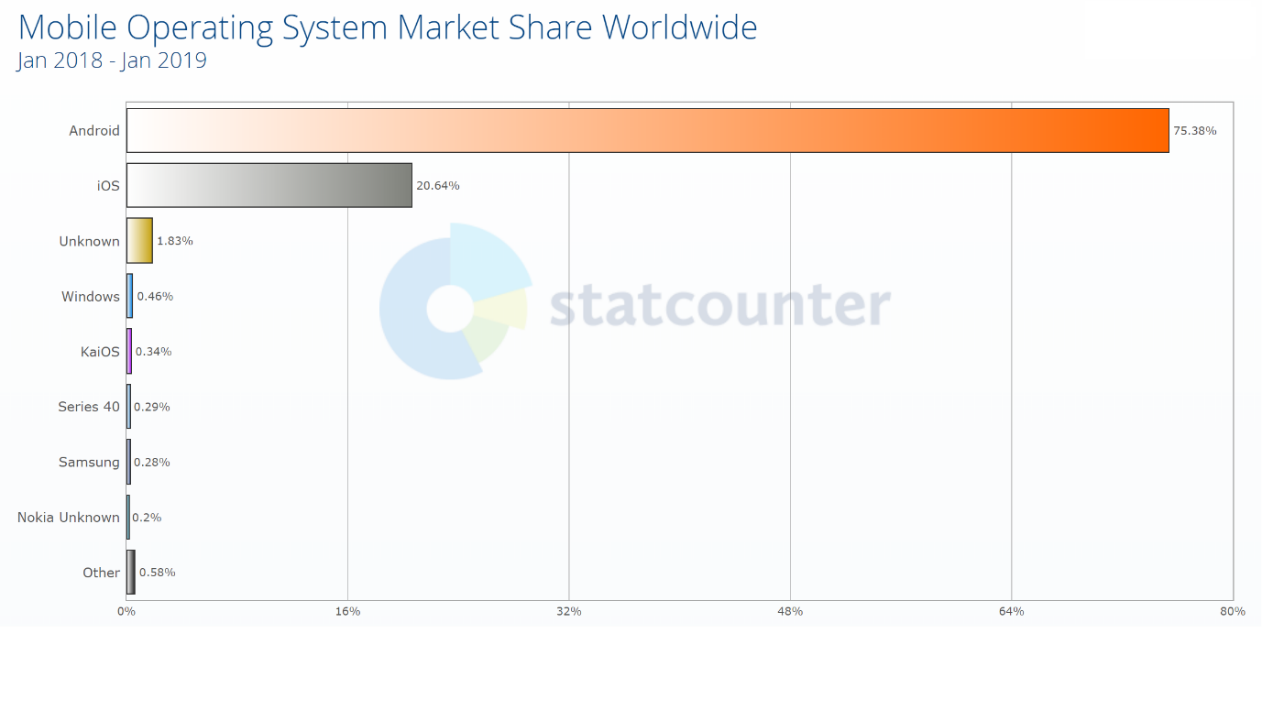 Mobile Operating System Market Share Worldwide
Jan 2018 - Jan 2019
Android 75.38%
iOS 20.64%
Unknown 1.83%
Windows 0.46%
KaiOS 0.34%
Series 40 0.29%
Samsung 0.28%
Nokia Unknown 0.2%
Other 0.58%
0% 16% 32% 48% 64% 80%
statcounter